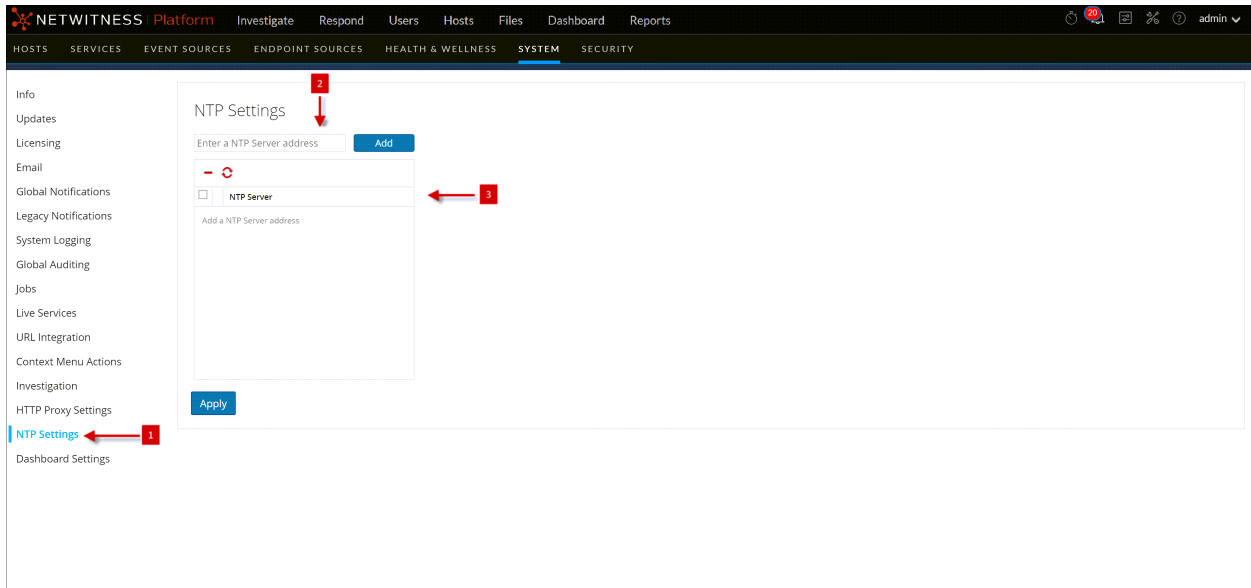 NETWITNESS Platform Investigate Respond Users Hosts Files Dashboard Reports 20 admin
HOSTS SERVICES EVENT SOURCES ENDPOINT SOURCES HEALTH & WELLNESS SYSTEM SECURITY
Info
Updates
Licensing
Email
Global Notifications
Legacy Notifications
System Logging
Global Auditing
Jobs
Live Services
URL Integration
Context Menu Actions
Investigation
HTTP Proxy Settings
NTP Settings
1
Dashboard Settings
2
NTP Settings
Enter a NTP Server address Add
NTP Server
3
Add a NTP Server address
Apply